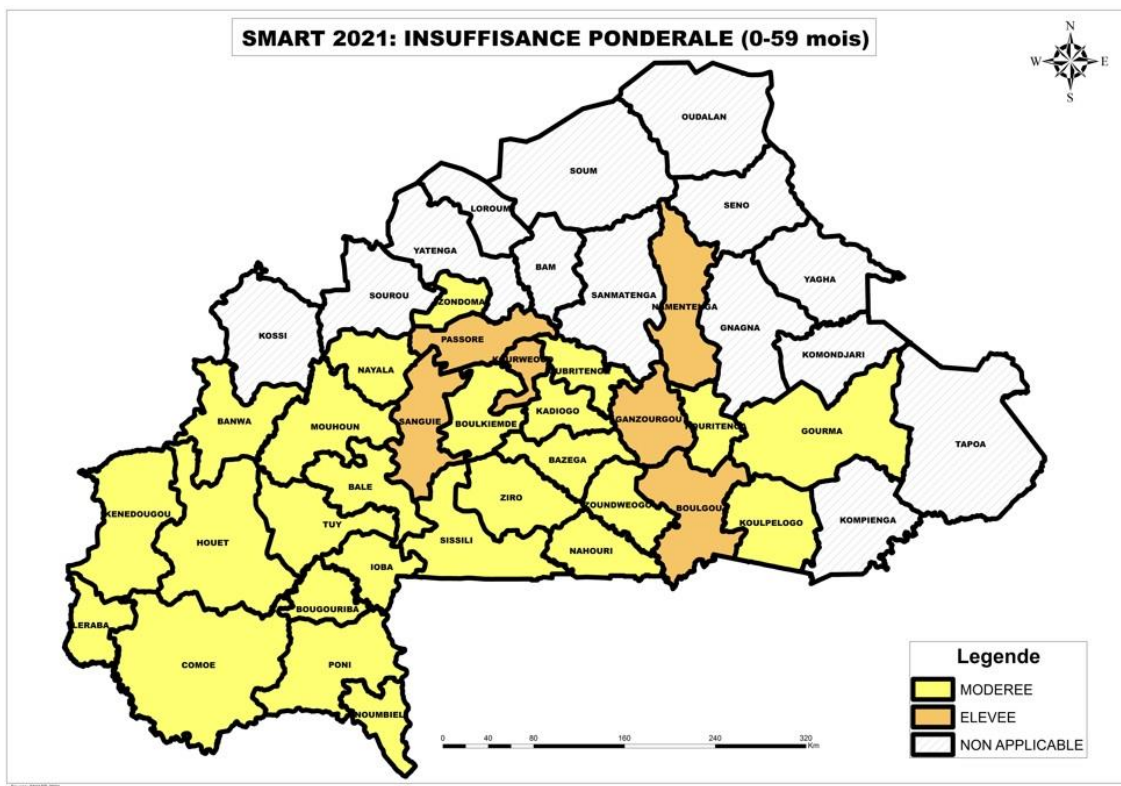 SMART 2021: INSUFFISANCE PONDERALE (0-59 mois)
N
W E
S
OUDALAN
SOUM
SENO
LOROUM
YATENGA
BAM
YAGHA
SOUROU
SANMATENGA
ZONDOMA
NAMENTENGA
GNAGNA
KOSSI
PASSORE
KOMONDJARI
KOURWEOGO
OUBRITENGA
NAYALA
KADIOGO
GANZOURGOU
BANWA
SANGUIE
BOULKIEMDE
KOURITENGA
MOUHOUN
GOURMA
TAPOA
BAZEGA
BALE
KENEDOUGOU
ZIRO
ZOUNDWEOGO
BOULGOU
KOULPELOGO
KOMPIENGA
TUY
HOUET
SISSILI
NAHOURI
IOBA
BOUGOURIBA
LERABA
COMOE
PONI
NOUMBIEL
Legende
MODEREE
ELEVEE
NON APPLICABLE
0 40 80 160 240 320
Km